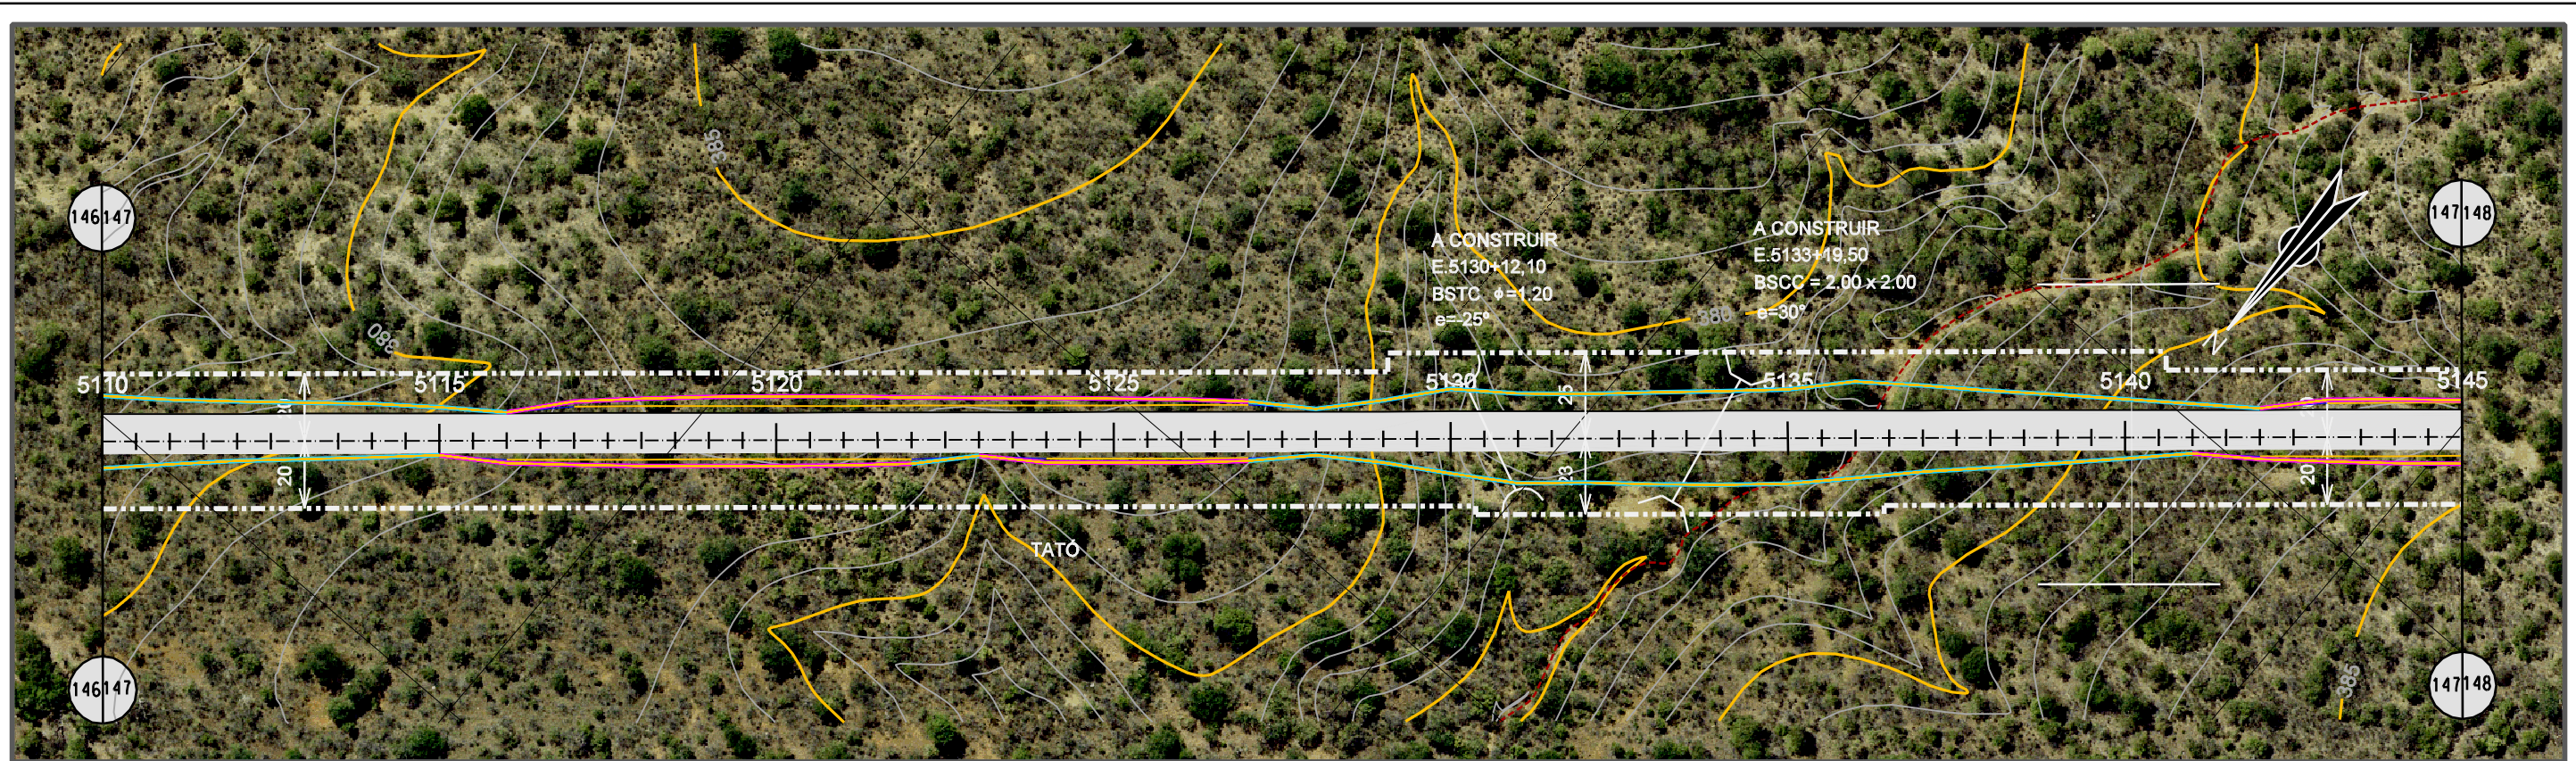 385
146 147
147 148
A CONSTRUIR
E.5130+12,10
BSTC ϕ=1.20
e=-25°
A CONSTRUIR
E.5133+19,50
BSCC = 2.00 x 2.00
e=30°
380
380
5110
5115
5120
5125
5130
5135
5140
5145
20
25
20
23
20
TATÓ
146 147
147 148
385